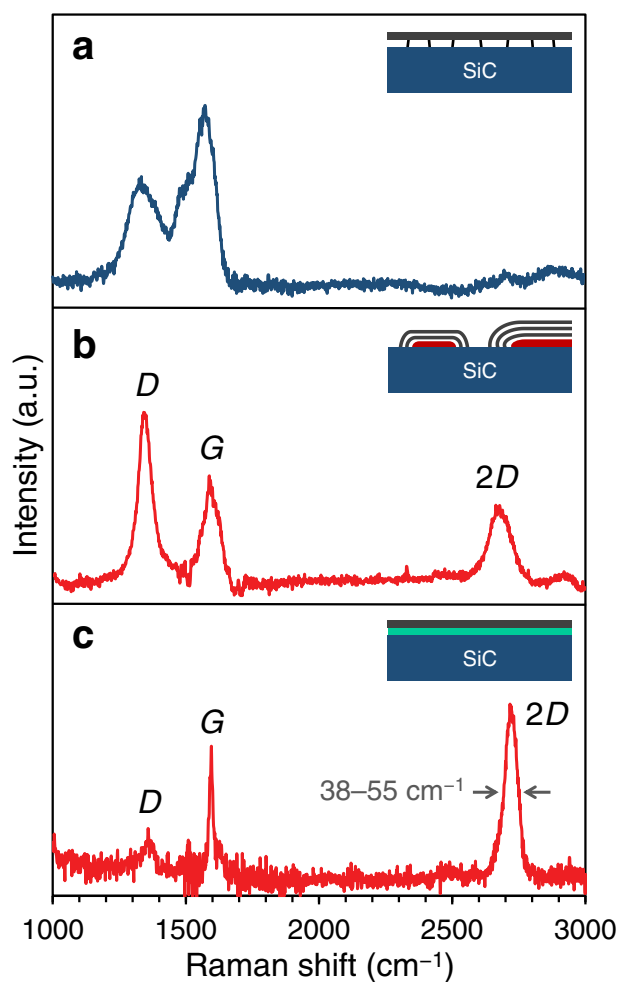 a
SiC
b
SiC
D
G
2D
c
SiC
G
2D
D
38–55 cm⁻¹
Intensity (a.u.)
1000 1500 2000 2500 3000
Raman shift (cm⁻¹)